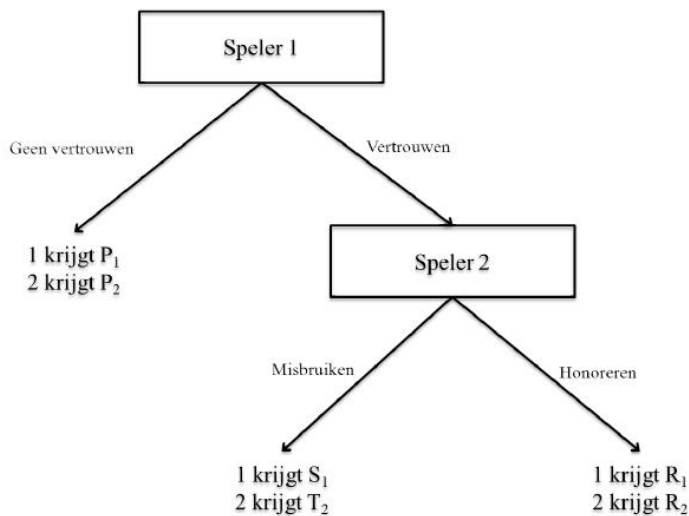 Speler 1
Geen vertrouwen
Vertrouwen
1 krijgt P₁
2 krijgt P₂
Speler 2
Misbruiken
Honoreren
1 krijgt S₁
2 krijgt T₂
1 krijgt R₁
2 krijgt R₂